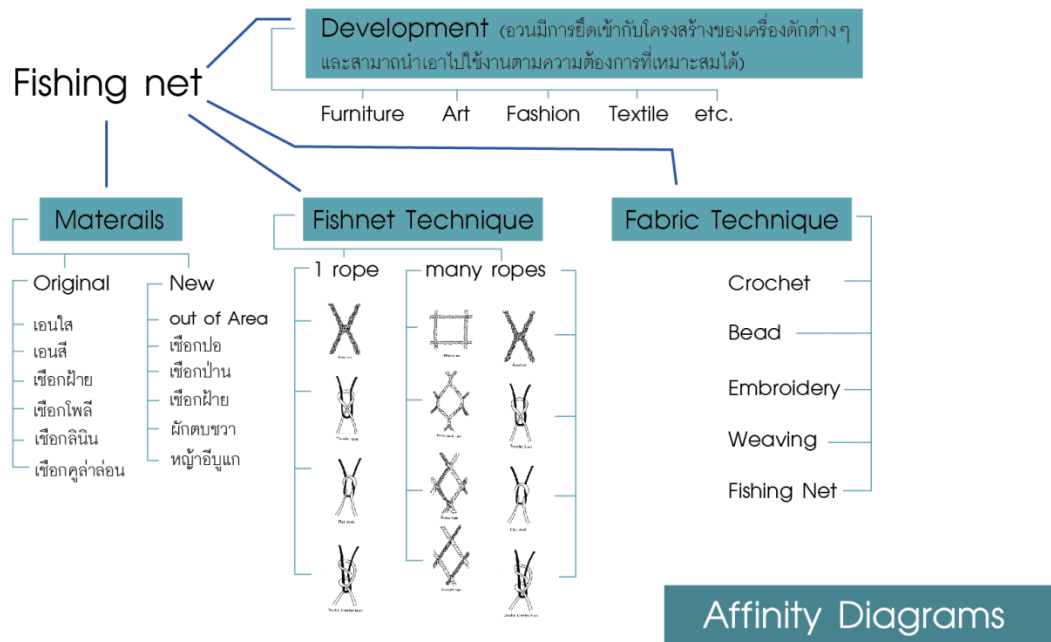 Fishing net
Development (อวนมีการยึดเข้ากับโครงสร้างของเครื่องดักต่าง ๆ
และสามาถนำเอาไปใช้งานตามความต้องการที่เหมาะสมได้)
Furniture Art Fashion Textile etc.
Materails
Original
เอนใส
เอนสี
เชือกฝ้าย
เชือกโพลี
เชือกลินิน
เชือกคูล่าล่อน
New
out of Area
เชือกปอ
เชือกป่าน
เชือกฝ้าย
ผักตบชวา
หญ้าอีบูแก
Fishnet Technique
1 rope
many ropes
Fabric Technique
Crochet
Bead
Embroidery
Weaving
Fishing Net
Affinity Diagrams